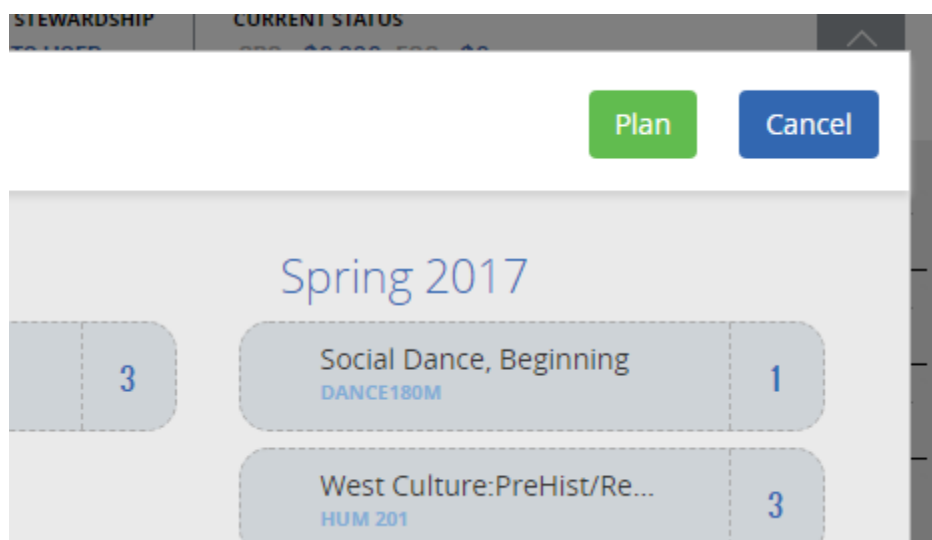 STEWARDSHIP
CURRENT STATUS
Plan
Cancel
Spring 2017
3
Social Dance, Beginning
DANCE180M
1
West Culture:PreHist/Re...
HUM 201
3